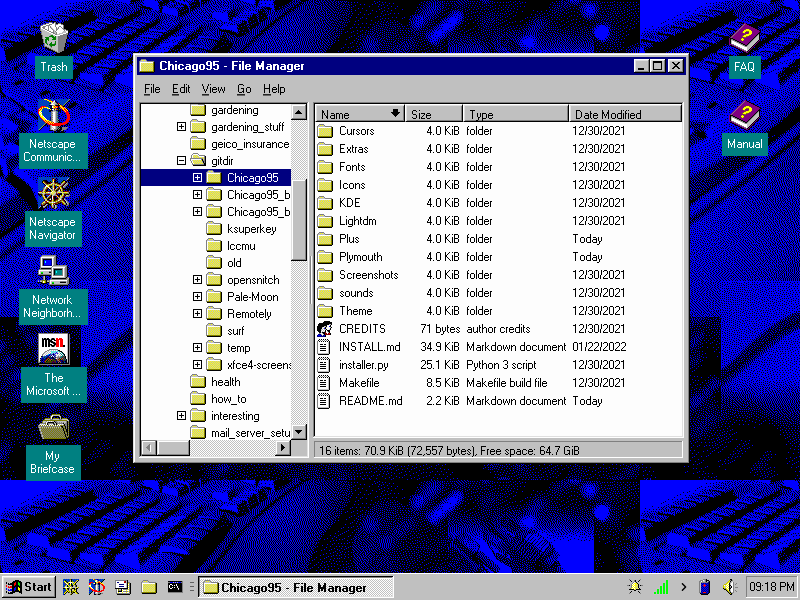 Trash
Netscape
Communic...
Netscape
Navigator
Network
Neighborh...
msn.
The
Microsoft ...
My
Briefcase
FAQ
Manual
Chicago95 - File Manager
File Edit View Go Help
gardening
gardening_stuff
geico_insurance
gitdir
Chicago95
Chicago95_b
Chicago95_b
ksuperkey
lccmu
old
opensnitch
Pale-Moon
Remotely
surf
temp
xfce4-screens
health
how_to
interesting
mail_server_setu
Name Size Type Date Modified
Cursors 4.0 KiB folder 12/30/2021
Extras 4.0 KiB folder 12/30/2021
Fonts 4.0 KiB folder 12/30/2021
Icons 4.0 KiB folder 12/30/2021
KDE 4.0 KiB folder 12/30/2021
Lightdm 4.0 KiB folder 12/30/2021
Plus 4.0 KiB folder Today
Plymouth 4.0 KiB folder Today
Screenshots 4.0 KiB folder 12/30/2021
sounds 4.0 KiB folder 12/30/2021
Theme 4.0 KiB folder 12/30/2021
CREDITS 71 bytes author credits 12/30/2021
INSTALL.md 34.9 KiB Markdown document 01/22/2022
installer.py 25.1 KiB Python 3 script 12/30/2021
Makefile 8.5 KiB Makefile build file 12/30/2021
README.md 2.2 KiB Markdown document Today
16 items: 70.9 KiB (72,557 bytes), Free space: 64.7 GiB
Start
Chicago95 - File Manager
09:18 PM